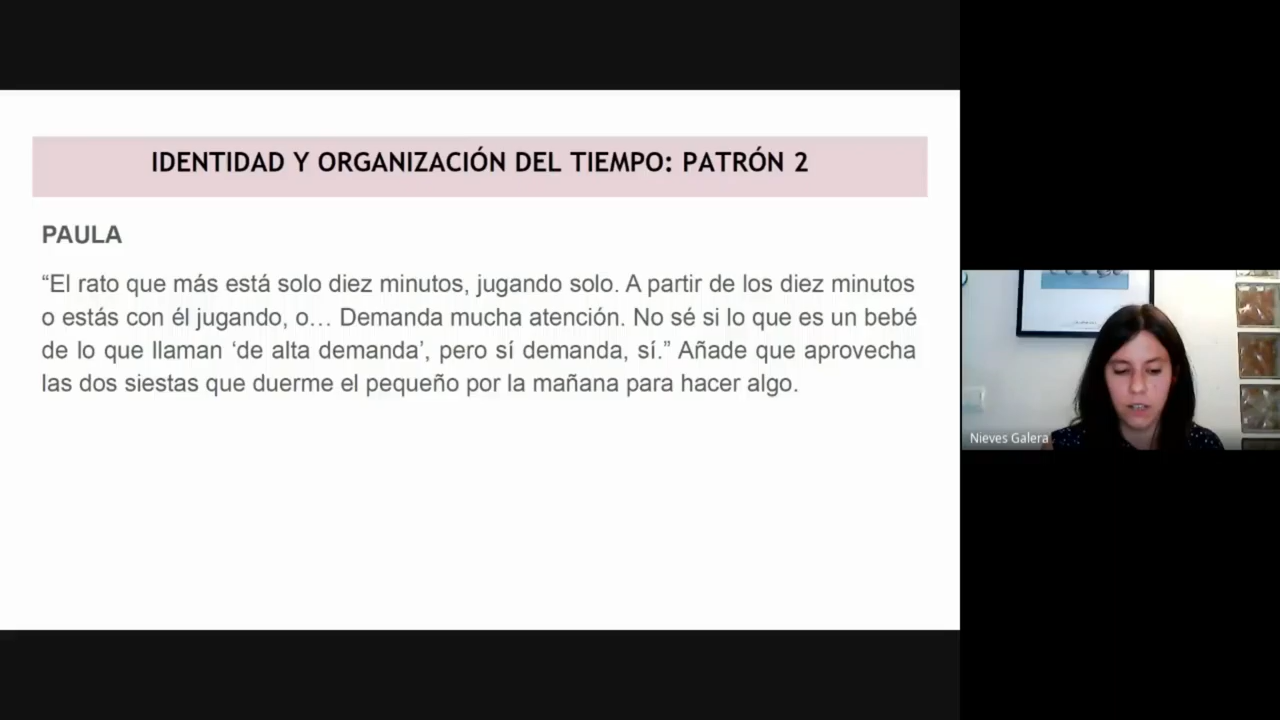 IDENTIDAD Y ORGANIZACIÓN DEL TIEMPO: PATRÓN 2
PAULA
“El rato que más está solo diez minutos, jugando solo. A partir de los diez minutos
o estás con él jugando, o… Demanda mucha atención. No sé si lo que es un bebé
de lo que llaman ‘de alta demanda’, pero sí demanda, sí.” Añade que aprovecha
las dos siestas que duerme el pequeño por la mañana para hacer algo.
Nieves Galera